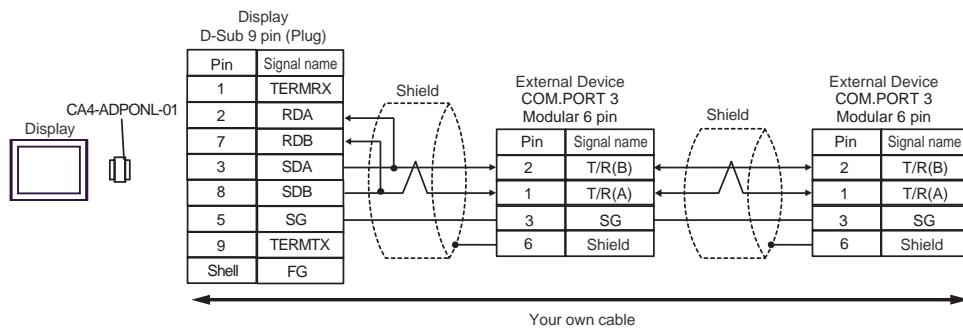 Display
D-Sub 9 pin (Plug)
Pin Signal name
1 TERMRX
2 RDA
7 RDB
3 SDA
8 SDB
5 SG
9 TERMTX
Shell FG
CA4-ADPONL-01
Display
Shield
External Device
COM.PORT 3
Modular 6 pin
Pin Signal name
2 T/R(B)
1 T/R(A)
3 SG
6 Shield
Shield
External Device
COM.PORT 3
Modular 6 pin
Pin Signal name
2 T/R(B)
1 T/R(A)
3 SG
6 Shield
Your own cable